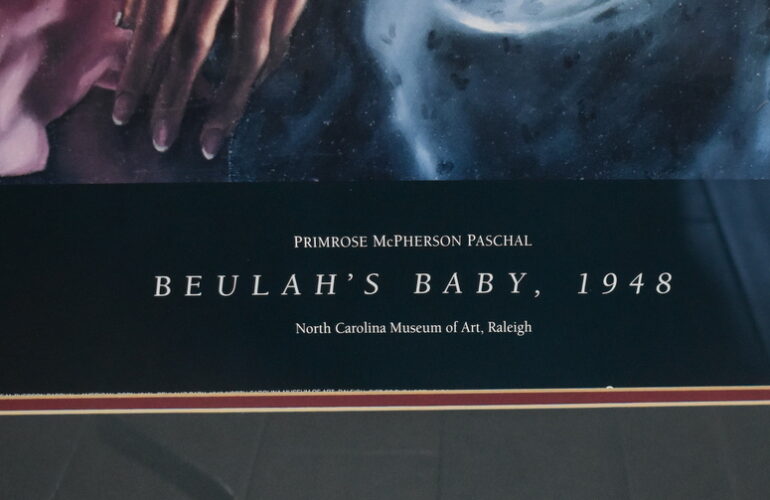 PRIMROSE McPHERSON PASCHAL
BEULAH'S BABY, 1948
North Carolina Museum of Art, Raleigh